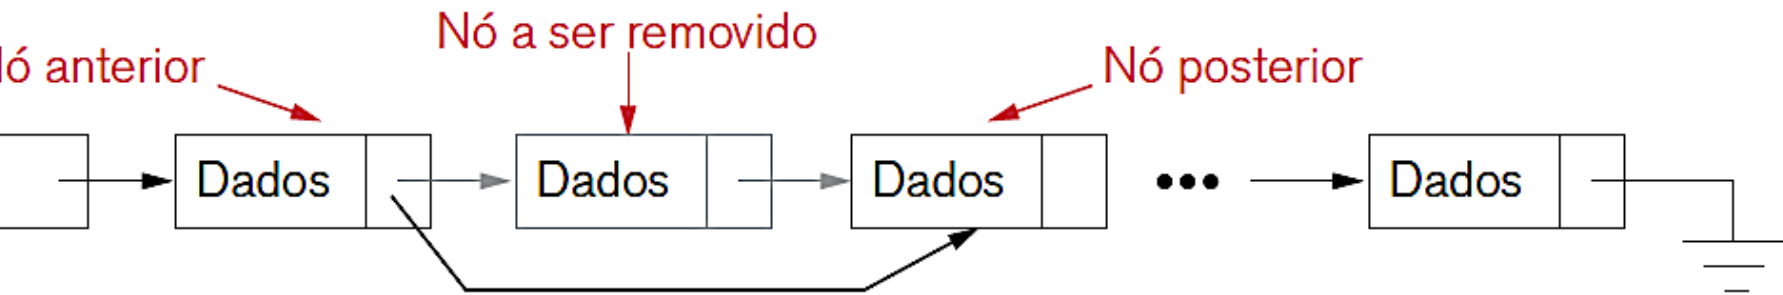 Nó a ser removido
ó anterior
Nó posterior
Dados
Dados
Dados
Dados